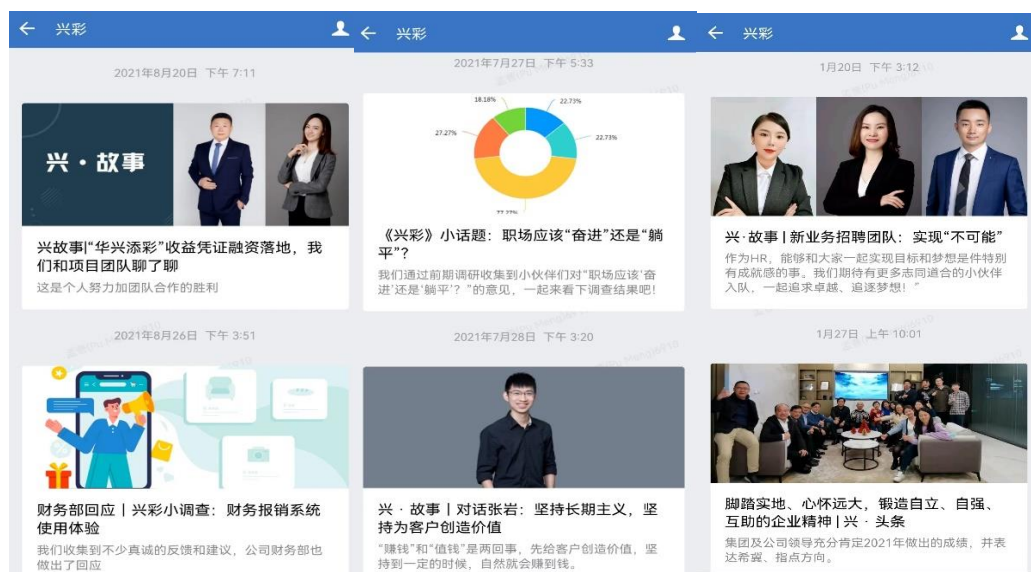 兴彩
2021年8月20日 下午 7:11
兴·故事
兴故事|“华兴添彩”收益凭证融资落地，我
们和项目团队聊了聊
这是个人努力加团队合作的胜利
2021年8月26日 下午 3:51
财务部回应丨兴彩小调查：财务报销系统
使用体验
我们收集到不少真诚的反馈和建议，公司财务部也
做出了回应
兴彩
2021年7月27日 下午 5:33
18.18%
22.73%
27.27%
22.73%
77.27%
《兴彩》小话题：职场应该“奋进”还是“躺
平”？
我们通过前期调研收集到小伙伴们对“职场应该‘奋
进’还是‘躺平’？”的意见，一起来看下调查结果吧！
2021年7月28日 下午 3:20
兴·故事丨对话张岩：坚持长期主义，坚
持为客户创造价值
“赚钱”和“值钱”是两回事，先给客户创造价值，坚
持到一定的时候，自然就会赚到钱。
兴彩
1月20日 下午 3:12
兴·故事 | 新业务招聘团队：实现“不可能”
作为HR，能够和大家一起实现目标和梦想是件特别
有成就感的事。我们期待有更多志同道合的小伙伴
入队，一起追求卓越、追逐梦想！”
1月27日 上午 10:01
脚踏实地、心怀远大，锻造自立、自强、
互助的企业精神 | 兴·头条
集团及公司领导充分肯定2021年做出的成绩，并表
达希冀、指点方向。